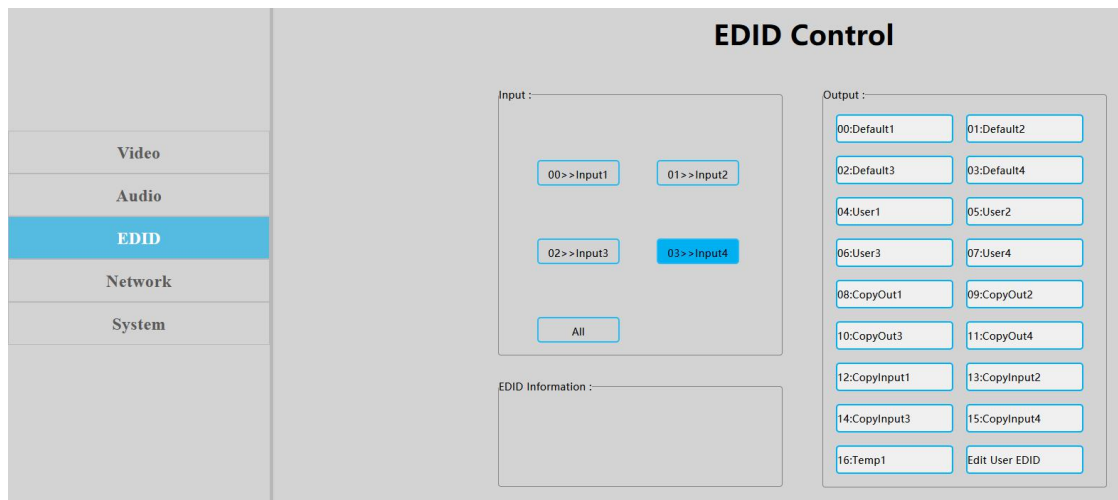 EDID Control
Video
Audio
EDID
Network
System
Input :
00>>Input1 01>>Input2
02>>Input3 03>>Input4
All
EDID Information :
Output :
00:Default1 01:Default2
02:Default3 03:Default4
04:User1 05:User2
06:User3 07:User4
08:CopyOut1 09:CopyOut2
10:CopyOut3 11:CopyOut4
12:CopyInput1 13:CopyInput2
14:CopyInput3 15:CopyInput4
16:Temp1 Edit User EDID